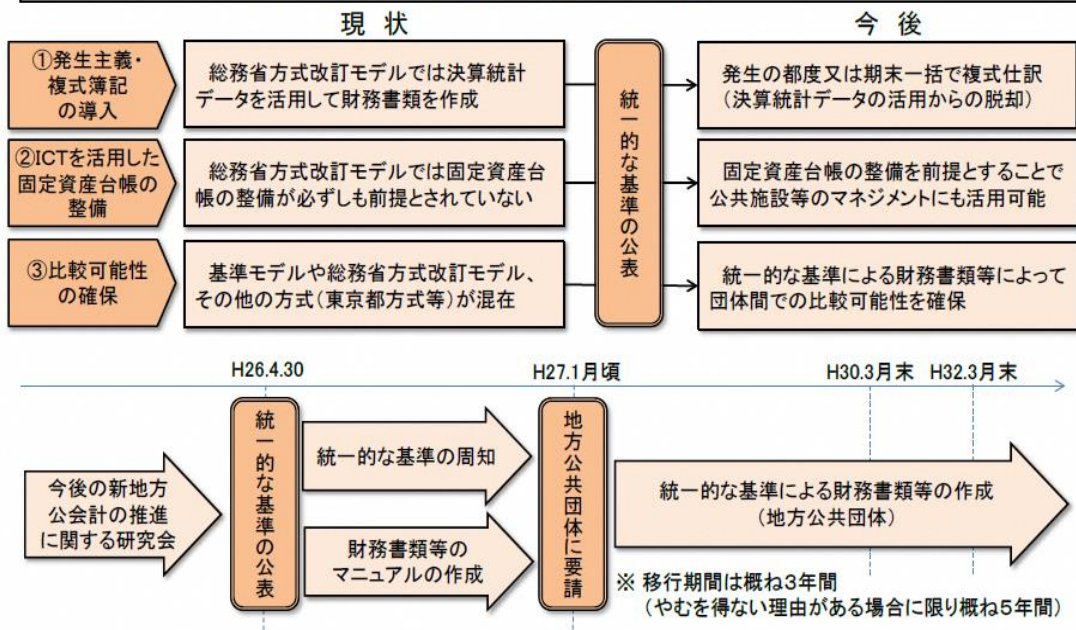 現 状
今 後
①発生主義・
複式簿記
の導入
総務省方式改訂モデルでは決算統計
データを活用して財務書類を作成
発生の都度又は期末一括で複式仕訳
（決算統計データの活用からの脱却）
②ICTを活用した
固定資産台帳の
整備
総務省方式改訂モデルでは固定資産台
帳の整備が必ずしも前提とされていない
固定資産台帳の整備を前提とすることで
公共施設等のマネジメントにも活用可能
③比較可能性
の確保
基準モデルや総務省方式改訂モデル、
その他の方式（東京都方式等）が混在
統一的な基準による財務書類等によって
団体間での比較可能性を確保
統一的な基準の公表
H26.4.30
H27.1月頃
H30.3月末
H32.3月末
今後の新地方
公会計の推進
に関する研究会
統一的な基準の公表
統一的な基準の周知
財務書類等の
マニュアルの作成
地方公共団体に要請
統一的な基準による財務書類等の作成
（地方公共団体）
※ 移行期間は概ね3年間
（やむを得ない理由がある場合に限り概ね5年間）